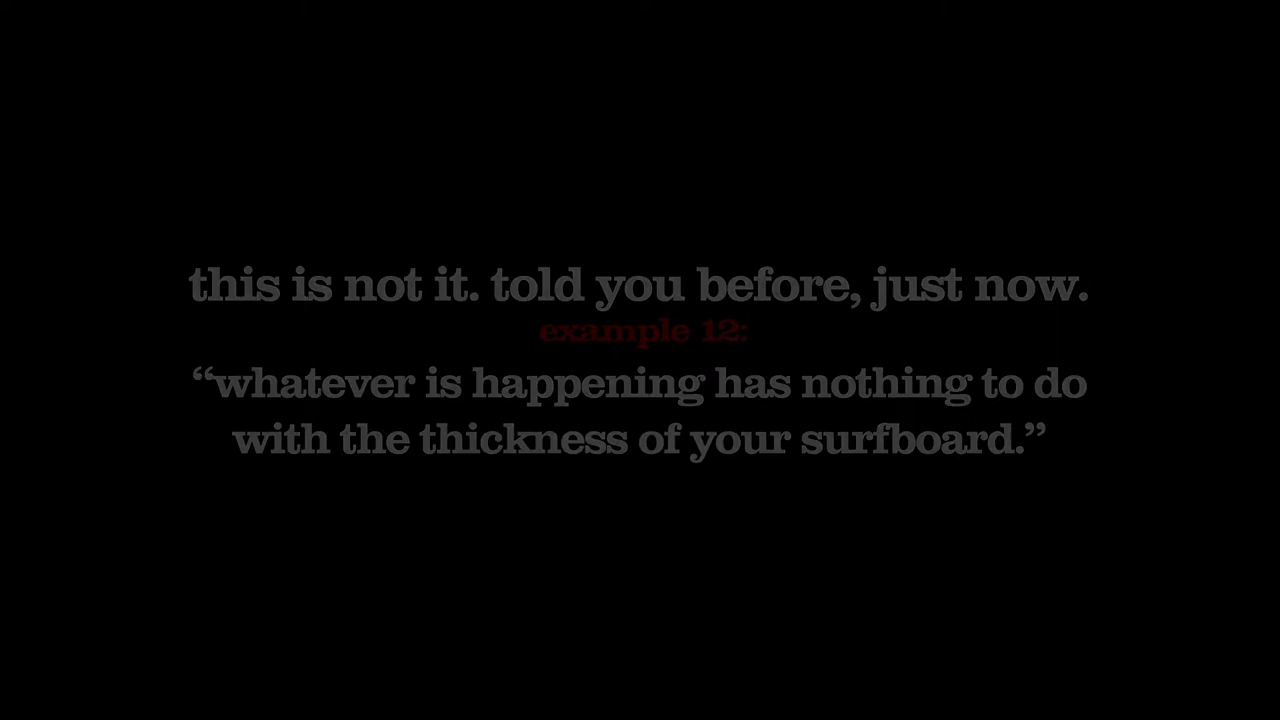 this is not it. told you before, just now.
example 12:
“whatever is happening has nothing to do
with the thickness of your surfboard.”